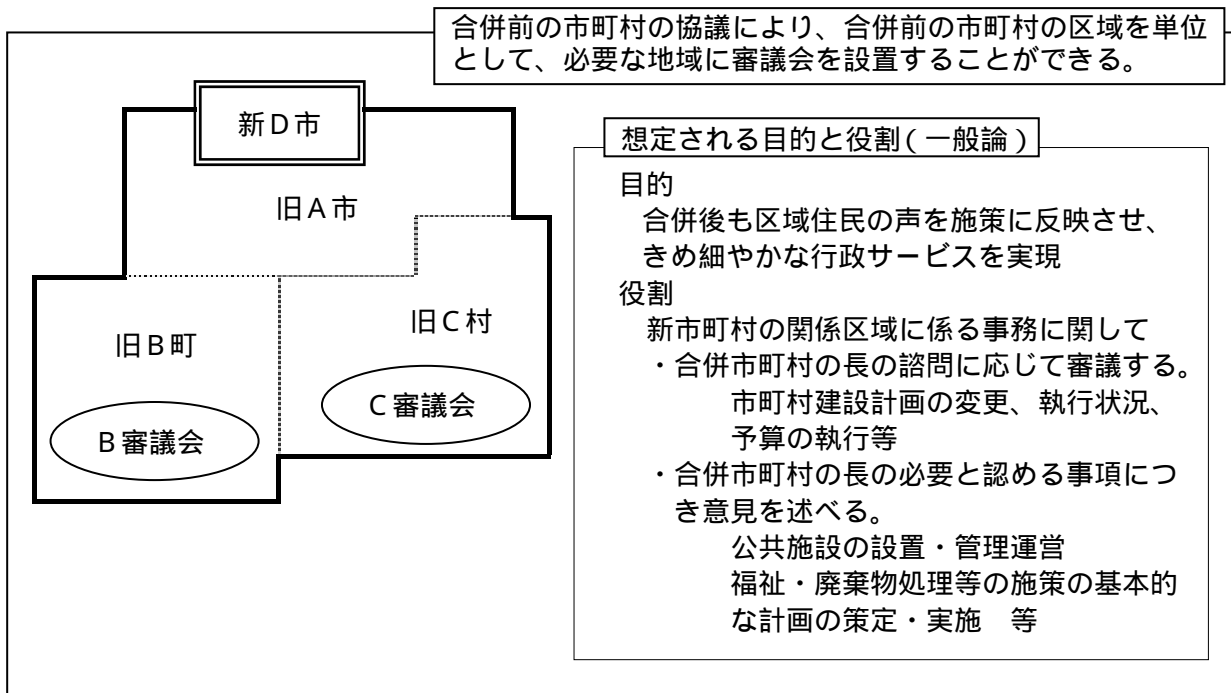 合併前の市町村の協議により、合併前の市町村の区域を単位
として、必要な地域に審議会を設置することができる。
新D市
旧A市
旧B町
旧C村
B審議会
C審議会
想定される目的と役割(一般論)
目的
合併後も区域住民の声を施策に反映させ、
きめ細やかな行政サービスを実現
役割
新市町村の関係区域に係る事務に関して
・合併市町村の長の諮問に応じて審議する。
市町村建設計画の変更、執行状況、
予算の執行等
・合併市町村の長の必要と認める事項につ
き意見を述べる。
公共施設の設置・管理運営
福祉・廃棄物処理等の施策の基本的
な計画の策定・実施 等